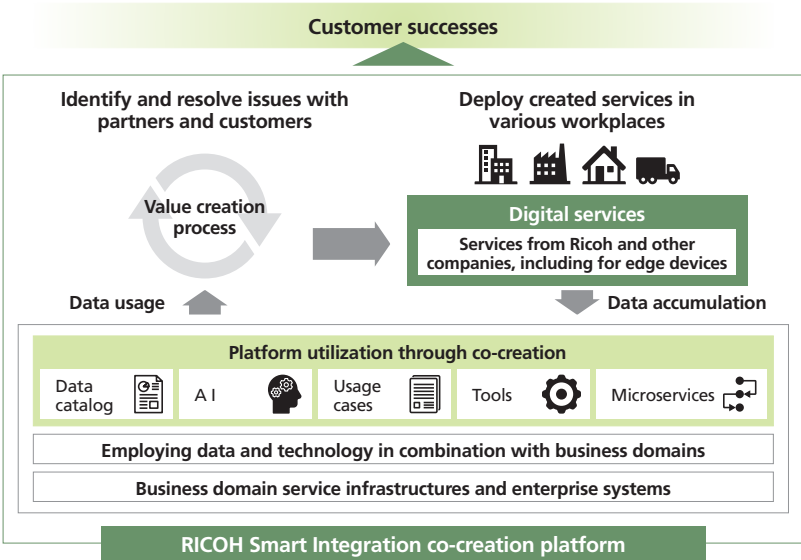 Customer successes
Identify and resolve issues with
partners and customers
Deploy created services in
various workplaces
Value creation
process
Digital services
Services from Ricoh and other
companies, including for edge devices
Data usage
Data accumulation
Platform utilization through co-creation
Data
catalog
AI
Usage
cases
Tools
Microservices
Employing data and technology in combination with business domains
Business domain service infrastructures and enterprise systems
RICOH Smart Integration co-creation platform